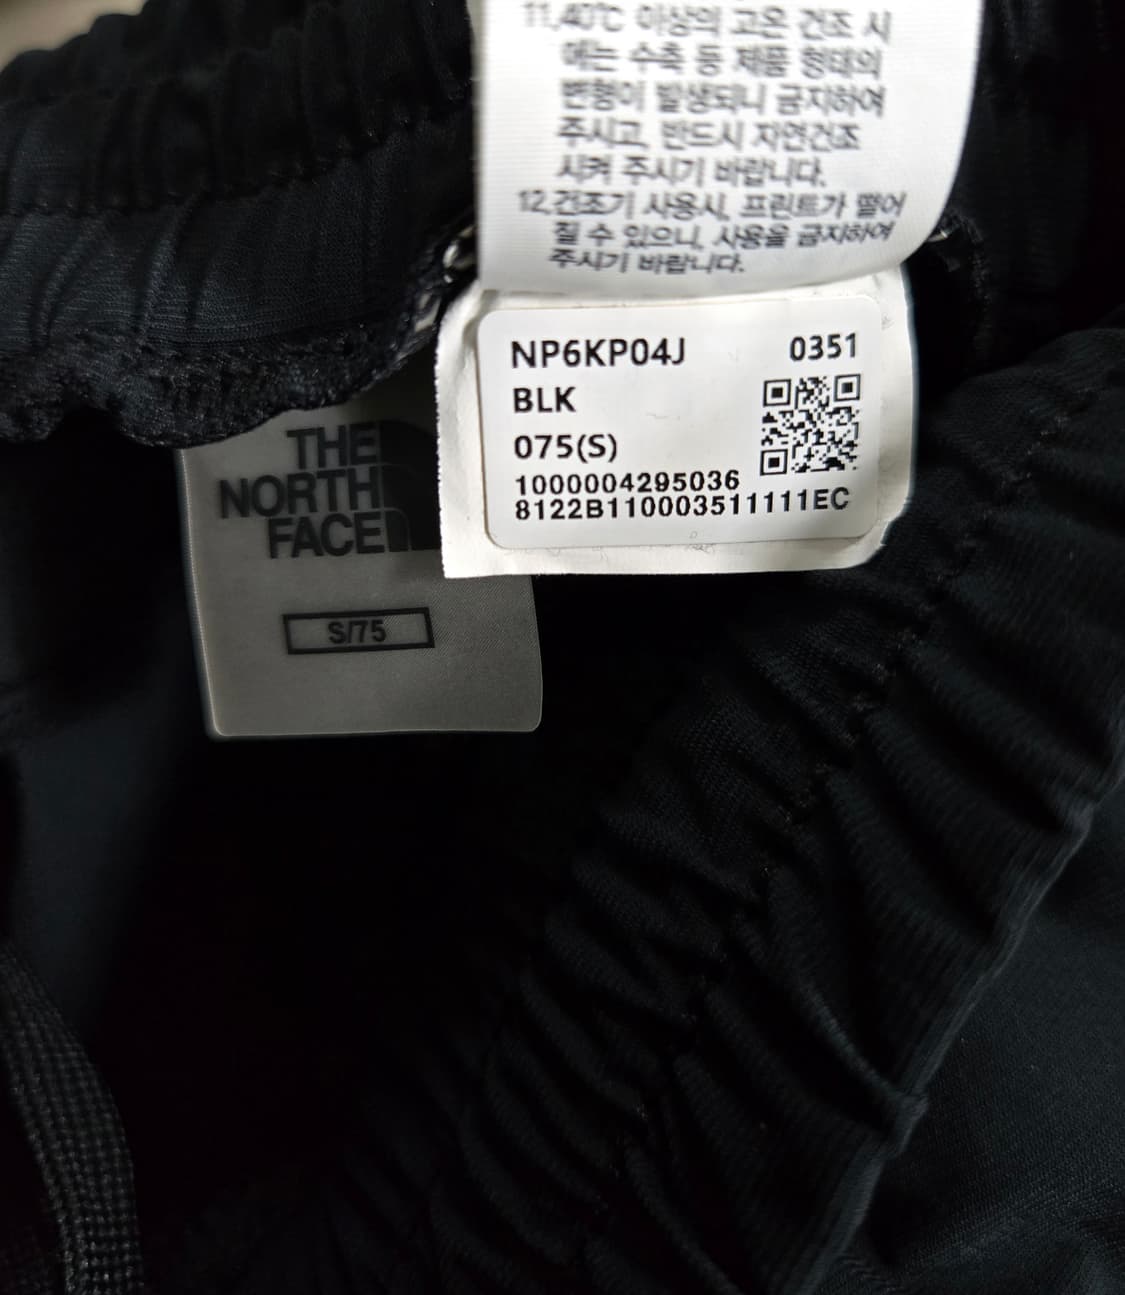 11.40℃ 이상의 고온 건조 시
에는 수축 등 제품 형태의
변형이 발생되니 금지하여
주시고, 반드시 자연건조
시켜 주시기 바랍니다.
12.건조기 사용시, 프린트가 떨어
질 수 있으니, 사용을 금지하여
주시기 바랍니다.
NP6KP04J 0351
BLK
075(S)
1000004295036
8122B110003511111EC
THE
NORTH
FACE
S/75